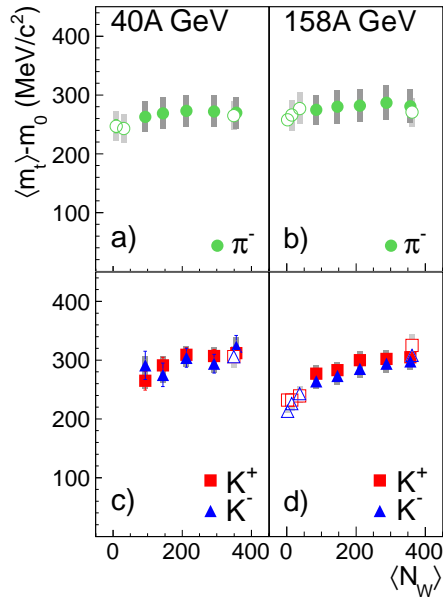 40A GeV 158A GeV
⟨m_t⟩-m_0 (MeV/c²)
400
300
200
100
a) π⁻ b) π⁻
400
300
200
100
c) K⁺ d) K⁺
K⁻ K⁻
0 200 400 0 200 400
⟨N_W⟩